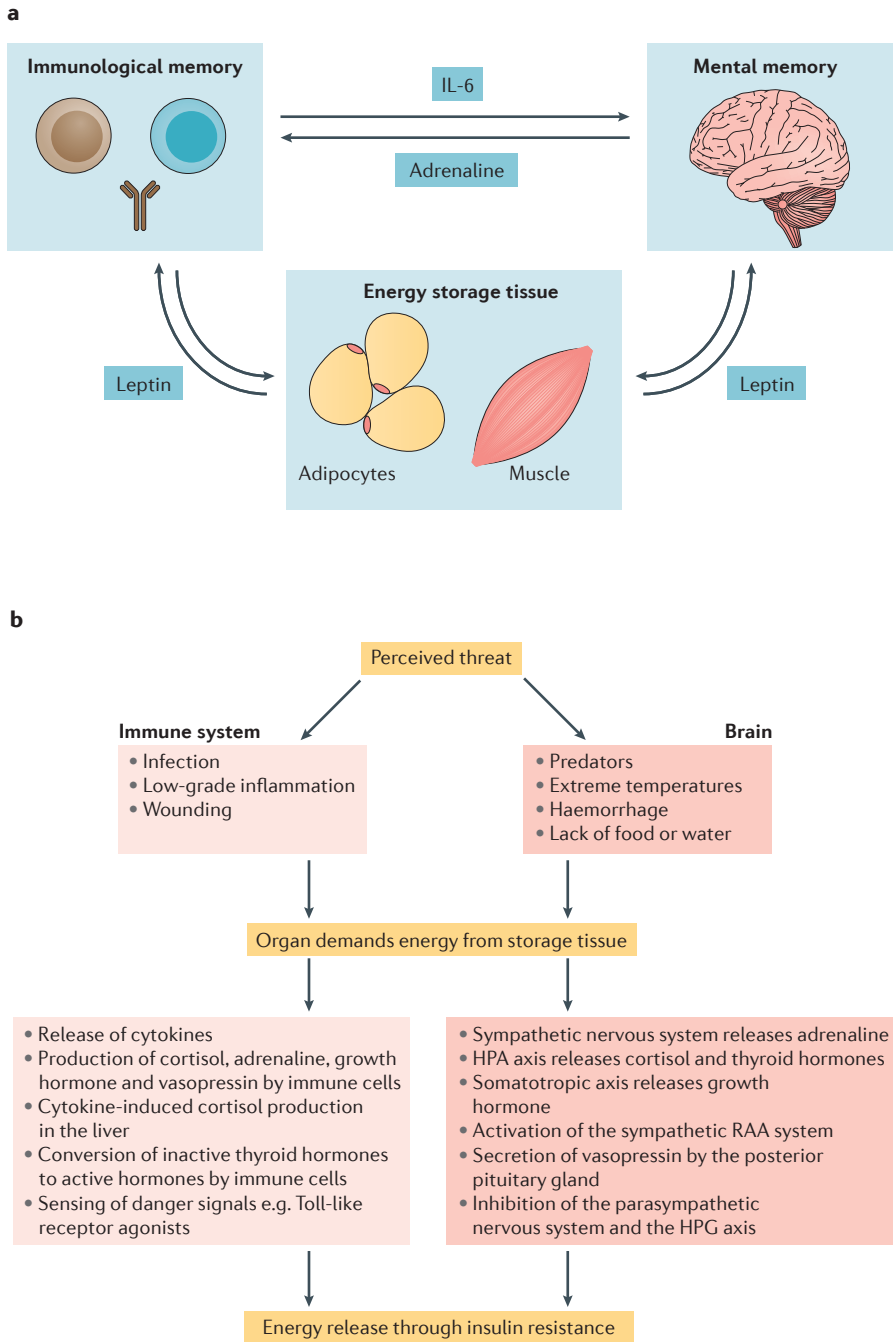 a
Immunological memory
Mental memory
IL-6
Adrenaline
Energy storage tissue
Leptin
Leptin
Adipocytes
Muscle
b
Perceived threat
Immune system
• Infection
• Low-grade inflammation
• Wounding
Brain
• Predators
• Extreme temperatures
• Haemorrhage
• Lack of food or water
Organ demands energy from storage tissue
• Release of cytokines
• Production of cortisol, adrenaline, growth
hormone and vasopressin by immune cells
• Cytokine-induced cortisol production
in the liver
• Conversion of inactive thyroid hormones
to active hormones by immune cells
• Sensing of danger signals e.g. Toll-like
receptor agonists
• Sympathetic nervous system releases adrenaline
• HPA axis releases cortisol and thyroid hormones
• Somatotropic axis releases growth
hormone
• Activation of the sympathetic RAA system
• Secretion of vasopressin by the posterior
pituitary gland
• Inhibition of the parasympathetic
nervous system and the HPG axis
Energy release through insulin resistance